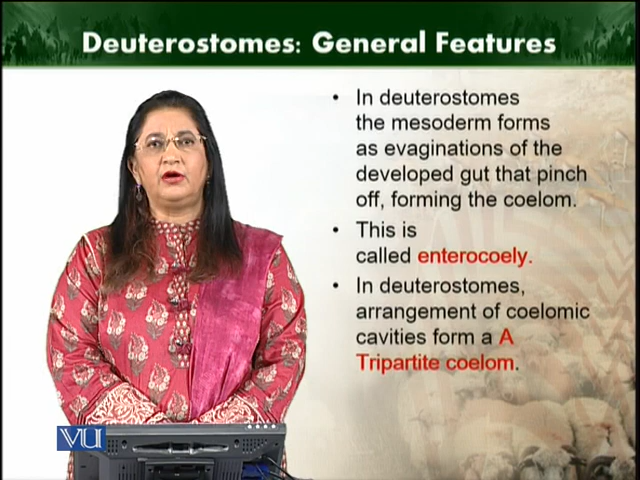 Deuterostomes: General Features
• In deuterostomes
the mesoderm forms
as evaginations of the
developed gut that pinch
off, forming the coelom.
• This is
called enterocoely.
• In deuterostomes,
arrangement of coelomic
cavities form a A
Tripartite coelom.
VU